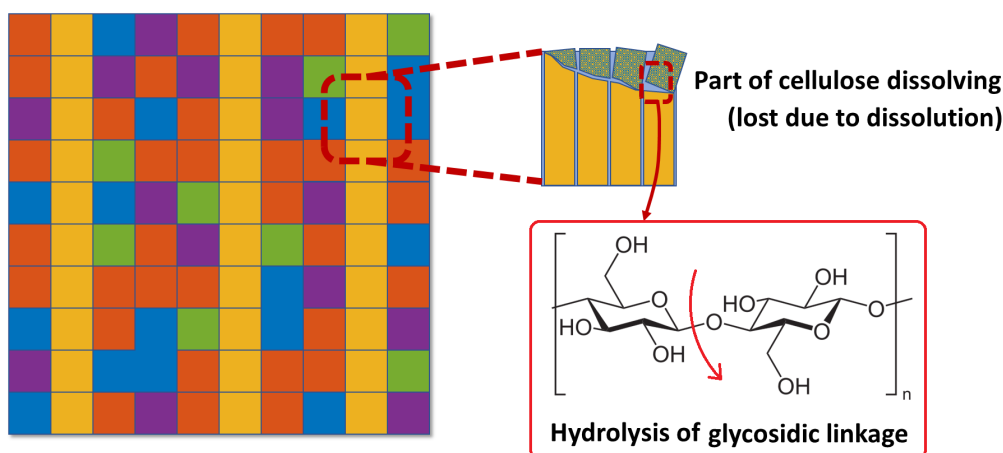 Part of cellulose dissolving
(lost due to dissolution)
OH
OH
O
HO
O
O
HO
O
OH
OH
n
Hydrolysis of glycosidic linkage